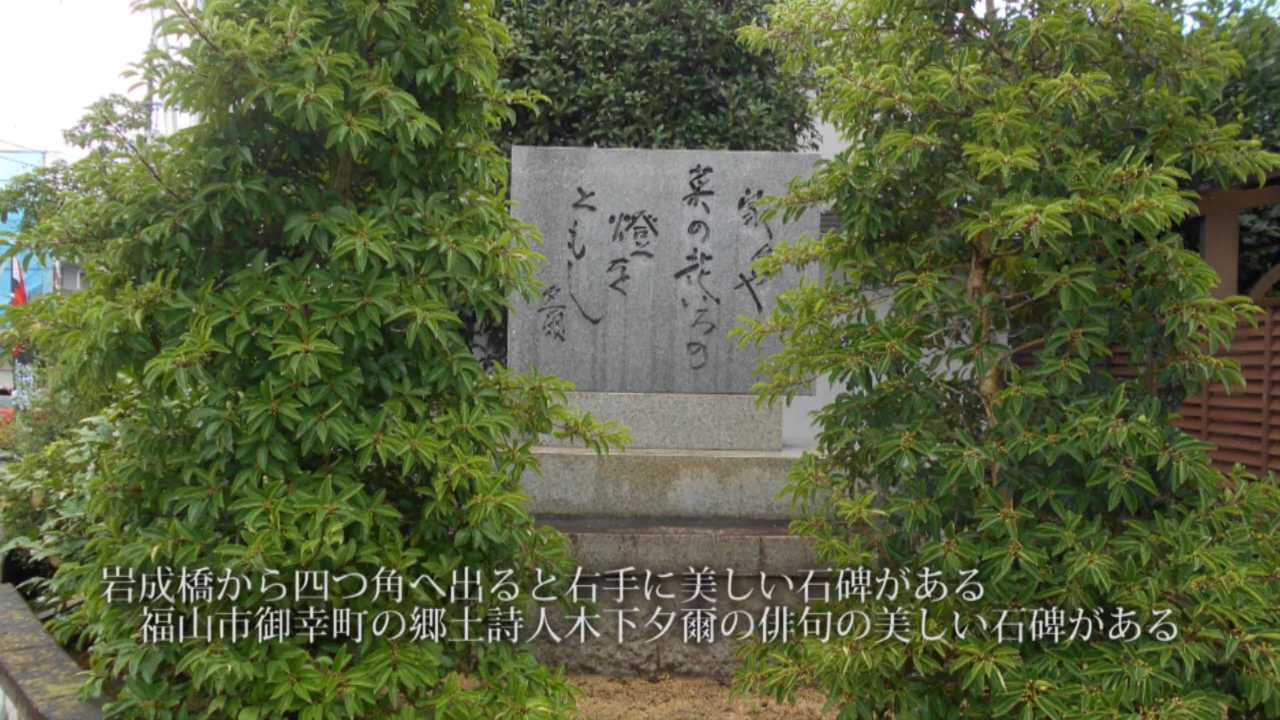 家々や
菜の花いろの
燈を
ともし
夕爾
岩成橋から四つ角へ出ると右手に美しい石碑がある
福山市御幸町の郷土詩人木下夕爾の俳句の美しい石碑がある